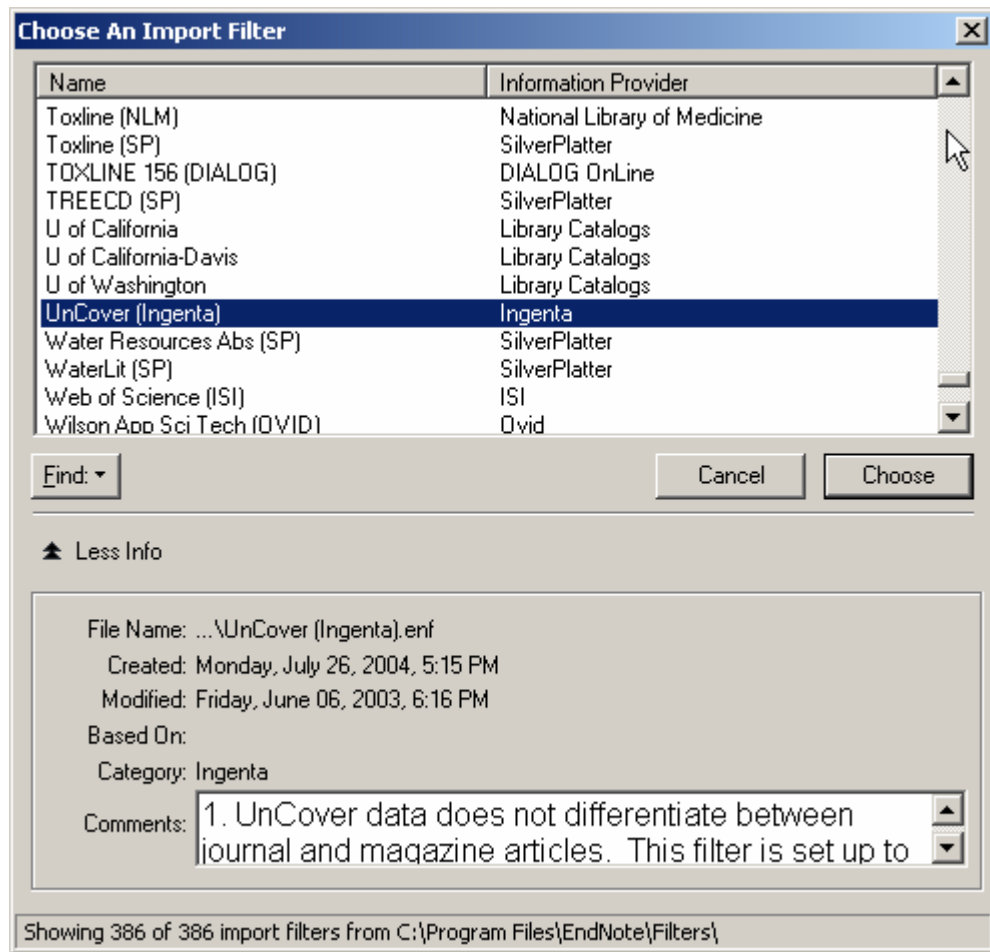 Choose An Import Filter
Name Information Provider
Toxline (NLM) National Library of Medicine
Toxline (SP) SilverPlatter
TOXLINE 156 (DIALOG) DIALOG OnLine
TREECD (SP) SilverPlatter
U of California Library Catalogs
U of California-Davis Library Catalogs
U of Washington Library Catalogs
UnCover (Ingenta) Ingenta
Water Resources Abs (SP) SilverPlatter
WaterLit (SP) SilverPlatter
Web of Science (ISI) ISI
Wilson App Sci Tech (OVID) Ovid
Find: Cancel Choose
Less Info
File Name: ...\UnCover (Ingenta).enf
Created: Monday, July 26, 2004, 5:15 PM
Modified: Friday, June 06, 2003, 6:16 PM
Based On:
Category: Ingenta
Comments: 1. UnCover data does not differentiate between
journal and magazine articles. This filter is set up to
Showing 386 of 386 import filters from C:\Program Files\EndNote\Filters\